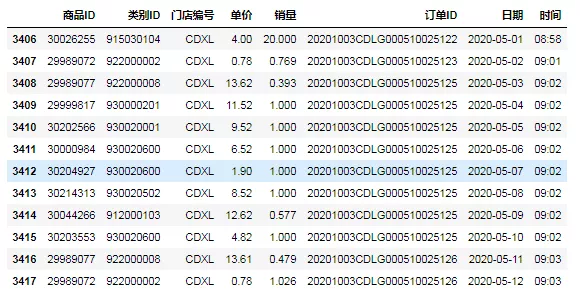 商品ID 类别ID 门店编号 单价 销量 订单ID 日期 时间
3406 30026255 915030104 CDXL 4.00 20.000 20201003CDLG000510025122 2020-05-01 08:58
3407 29989072 922000002 CDXL 0.78 0.769 20201003CDLG000510025123 2020-05-02 09:01
3408 29989077 922000008 CDXL 13.62 0.393 20201003CDLG000510025125 2020-05-03 09:02
3409 29999817 930000201 CDXL 11.52 1.000 20201003CDLG000510025125 2020-05-04 09:02
3410 30202566 930020001 CDXL 9.52 1.000 20201003CDLG000510025125 2020-05-05 09:02
3411 30000984 930020600 CDXL 6.52 1.000 20201003CDLG000510025125 2020-05-06 09:02
3412 30204927 930020600 CDXL 1.90 1.000 20201003CDLG000510025125 2020-05-07 09:02
3413 30214313 930020502 CDXL 8.52 1.000 20201003CDLG000510025125 2020-05-08 09:02
3414 30044266 912000103 CDXL 12.62 0.577 20201003CDLG000510025125 2020-05-09 09:02
3415 30203553 930020600 CDXL 4.82 1.000 20201003CDLG000510025125 2020-05-10 09:02
3416 29989077 922000008 CDXL 13.61 0.479 20201003CDLG000510025126 2020-05-11 09:03
3417 29989072 922000002 CDXL 0.78 1.026 20201003CDLG000510025126 2020-05-12 09:03